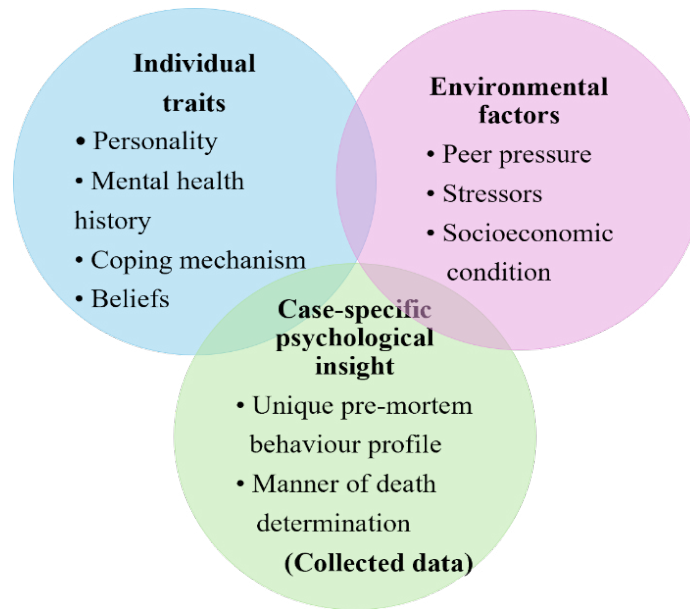 Individual
traits
• Personality
• Mental health
history
• Coping mechanism
• Beliefs
Environmental
factors
• Peer pressure
• Stressors
• Socioeconomic
condition
Case-specific
psychological
insight
• Unique pre-mortem
behaviour profile
• Manner of death
determination
(Collected data)